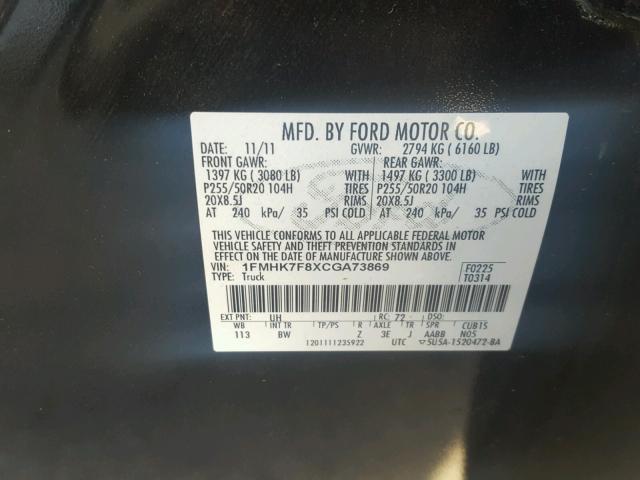 MFD. BY FORD MOTOR CO.
DATE: 11/11 GVWR: 2794 KG ( 6160 LB)
FRONT GAWR: REAR GAWR:
1397 KG ( 3080 LB) WITH 1497 KG ( 3300 LB) WITH
P255/50R20 104H TIRES P255/50R20 104H TIRES
20X8.5J RIMS 20X8.5J RIMS
AT 240 kPa/ 35 PSI COLD AT 240 kPa/ 35 PSI COLD
THIS VEHICLE CONFORMS TO ALL APPLICABLE FEDERAL MOTOR
VEHICLE SAFETY AND THEFT PREVENTION STANDARDS IN
EFFECT ON THE DATE OF MANUFACTURE SHOWN ABOVE.
VIN: 1FMHK7F8XCGA73869 F0225
TYPE: Truck T0314
EXT PNT: UH RC: 72 DSO:
WB INT TR TP/PS R AXLE TR SPR CUB15
113 BW Z 3E J AABB N05
1201111235922 UTC ▽5U5A-1520472-BA